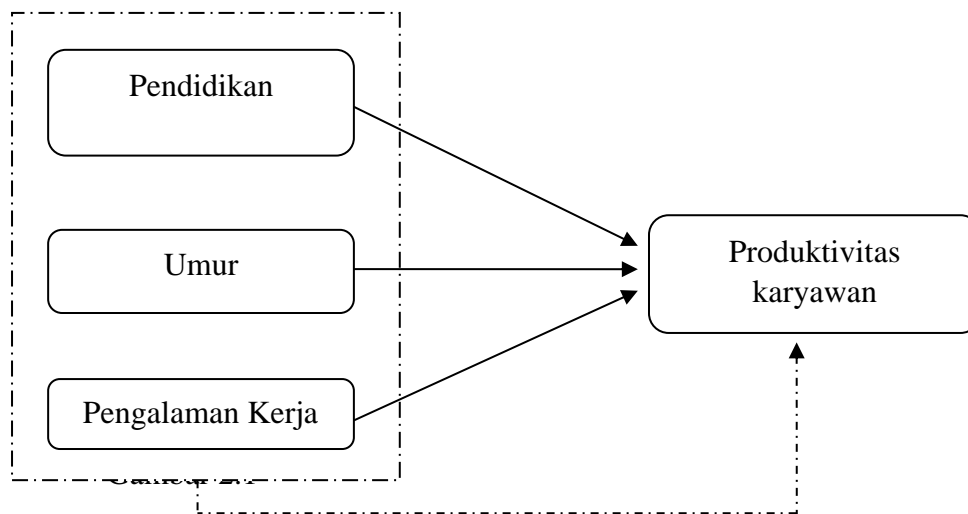 Pendidikan
Umur
Produktivitas
karyawan
Pengalaman Kerja